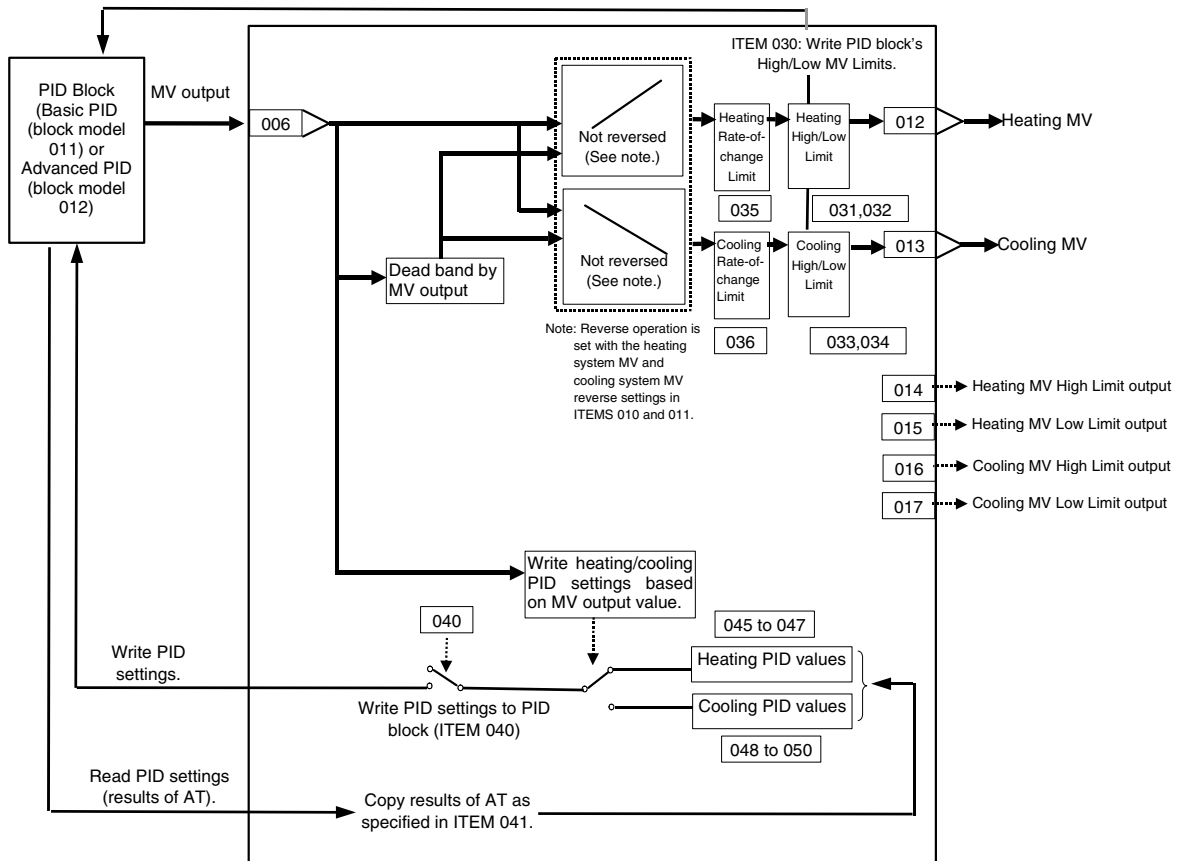 ITEM 030: Write PID block's
High/Low MV Limits.
PID Block
(Basic PID
(block model
011) or
Advanced PID
(block model
012)
MV output
006
Not reversed
(See note.)
Heating
Rate-of-
change
Limit
Heating
High/Low
Limit
012
Heating MV
035
031,032
Dead band by
MV output
Not reversed
(See note.)
Cooling
Rate-of-
change
Limit
Cooling
High/Low
Limit
013
Cooling MV
036
033,034
Note: Reverse operation is
set with the heating
system MV and
cooling system MV
reverse settings in
ITEMS 010 and 011.
014
Heating MV High Limit output
015
Heating MV Low Limit output
016
Cooling MV High Limit output
017
Cooling MV Low Limit output
Write heating/cooling
PID settings based
on MV output value.
040
045 to 047
Write PID
settings.
Heating PID values
Write PID settings to PID
block (ITEM 040)
Cooling PID values
048 to 050
Read PID settings
(results of AT).
Copy results of AT as
specified in ITEM 041.